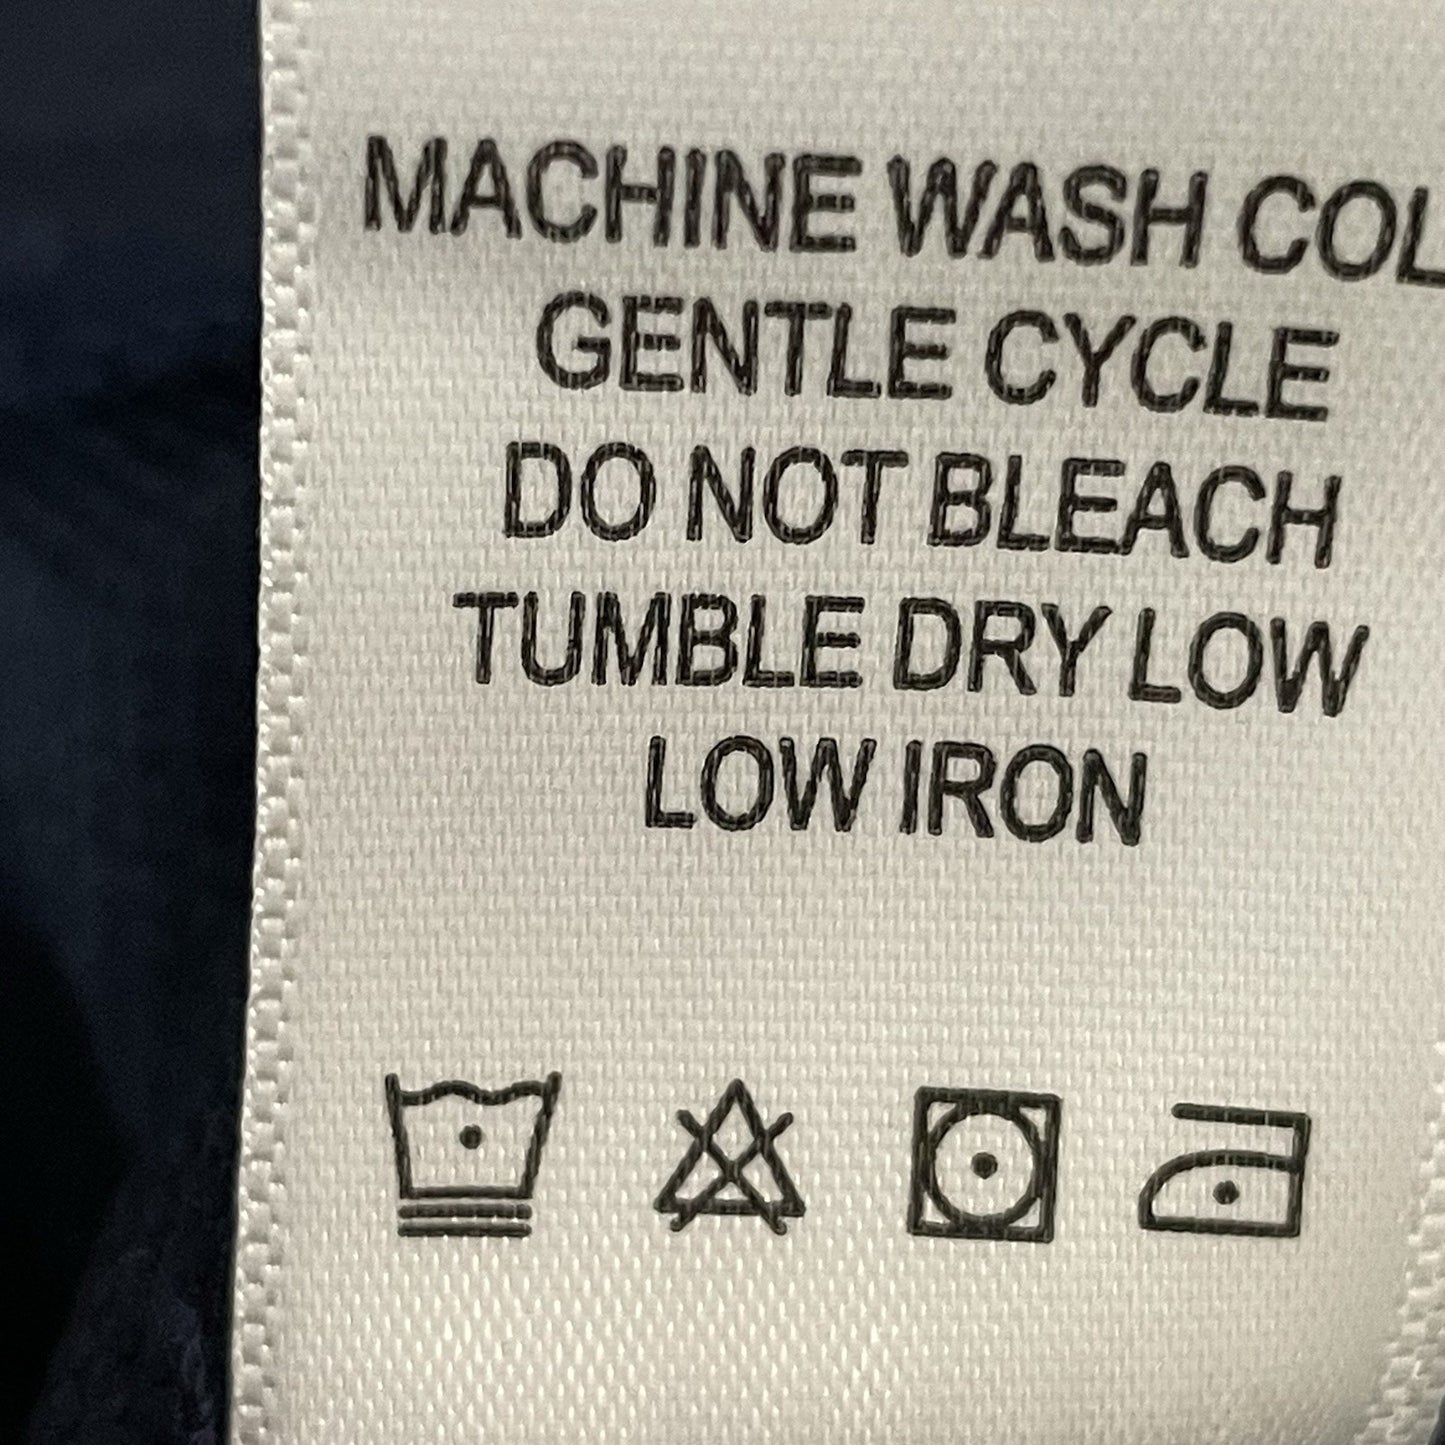 MACHINE WASH COL
GENTLE CYCLE
DO NOT BLEACH
TUMBLE DRY LOW
LOW IRON